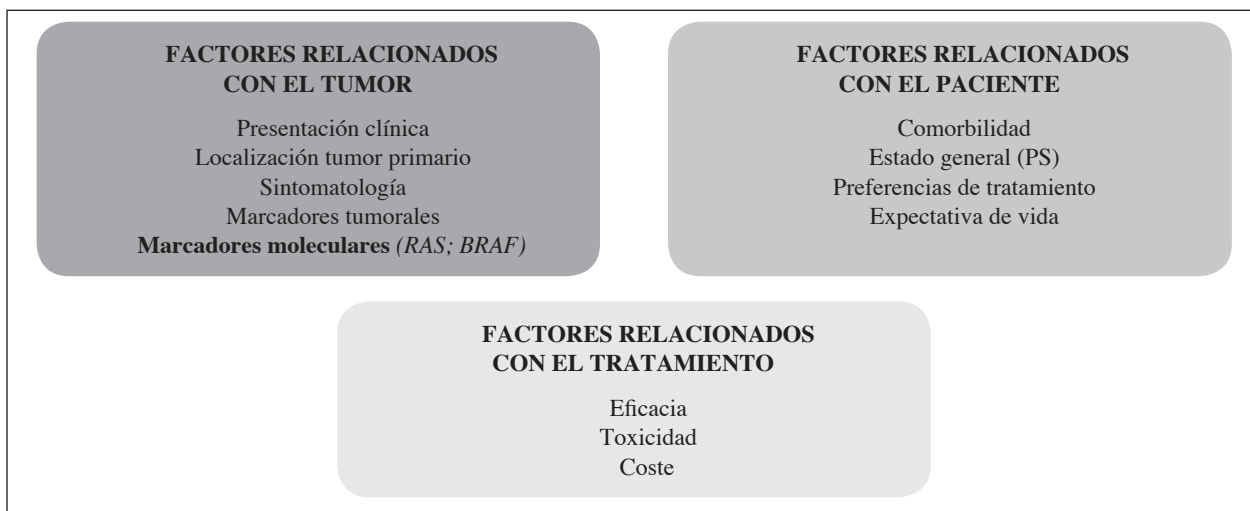 FACTORES RELACIONADOS
CON EL TUMOR
Presentación clínica
Localización tumor primario
Sintomatología
Marcadores tumorales
Marcadores moleculares (RAS; BRAF)
FACTORES RELACIONADOS
CON EL PACIENTE
Comorbilidad
Estado general (PS)
Preferencias de tratamiento
Expectativa de vida
FACTORES RELACIONADOS
CON EL TRATAMIENTO
Eficacia
Toxicidad
Coste